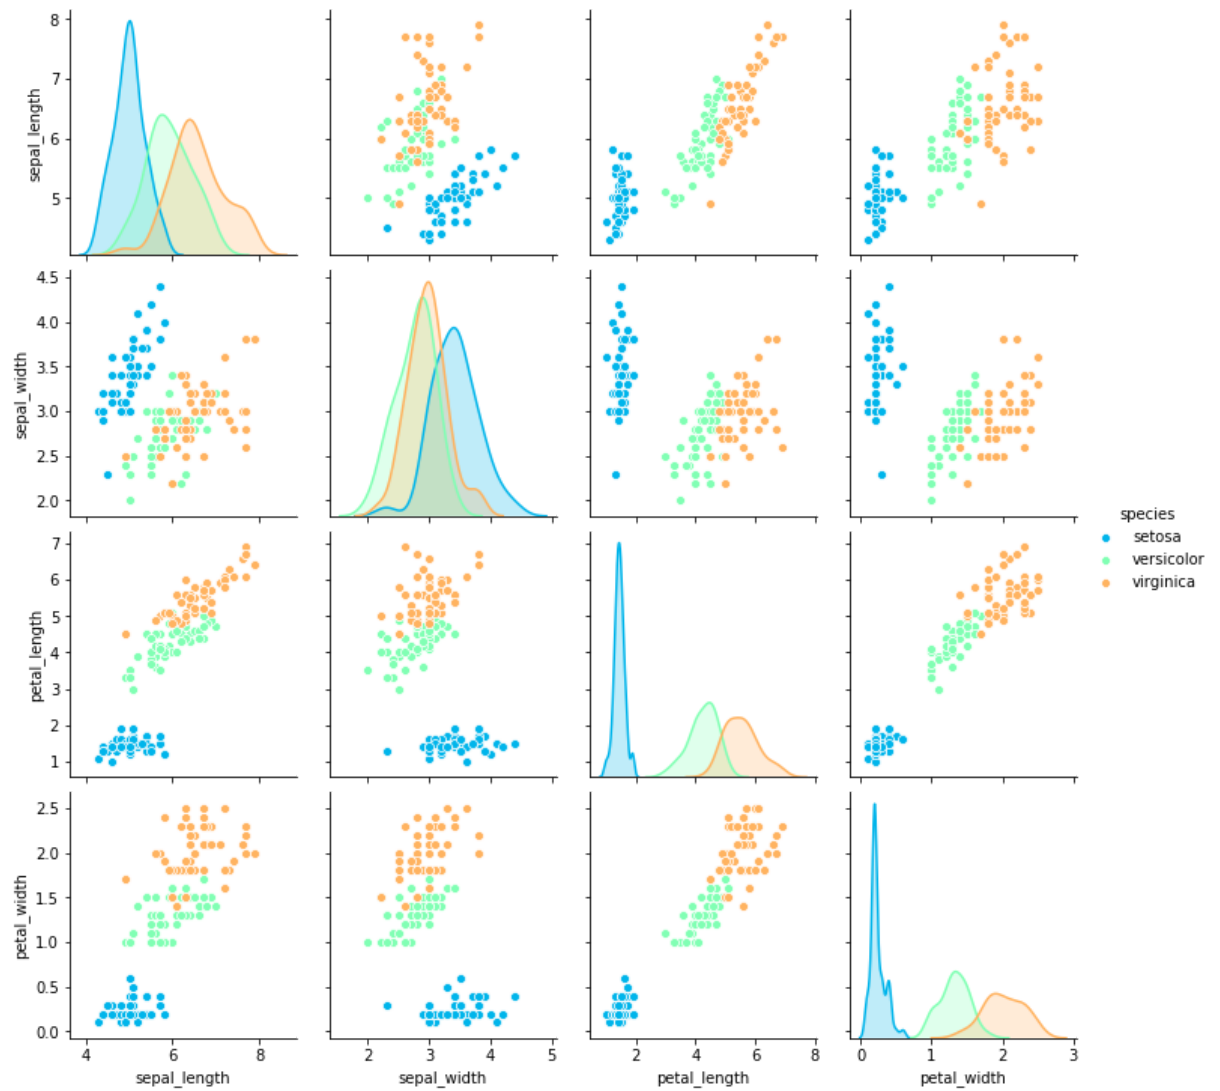 8
7
6
5
sepal_length
4.5
4.0
3.5
3.0
2.5
2.0
sepal_width
species
setosa
versicolor
virginica
7
6
5
4
3
2
1
petal_length
2.5
2.0
1.5
1.0
0.5
0.0
petal_width
4 6 8
2 3 4 5
2 4 6 8
0 1 2 3
sepal_length
sepal_width
petal_length
petal_width